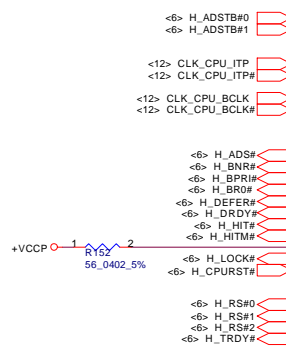 <6> H_ADSTB#0
<6> H_ADSTB#1
<12> CLK_CPU_ITP
<12> CLK_CPU_ITP#
<12> CLK_CPU_BCLK
<12> CLK_CPU_BCLK#
<6> H_ADS#
<6> H_BNR#
<6> H_BPRI#
<6> H_BR0#
<6> H_DEFER#
<6> H_DRDY#
<6> H_HIT#
<6> H_HITM#
+VCCP 1 2
R152
56_0402_5%
<6> H_LOCK#
<6> H_CPURST#
<6> H_RS#0
<6> H_RS#1
<6> H_RS#2
<6> H_TRDY#